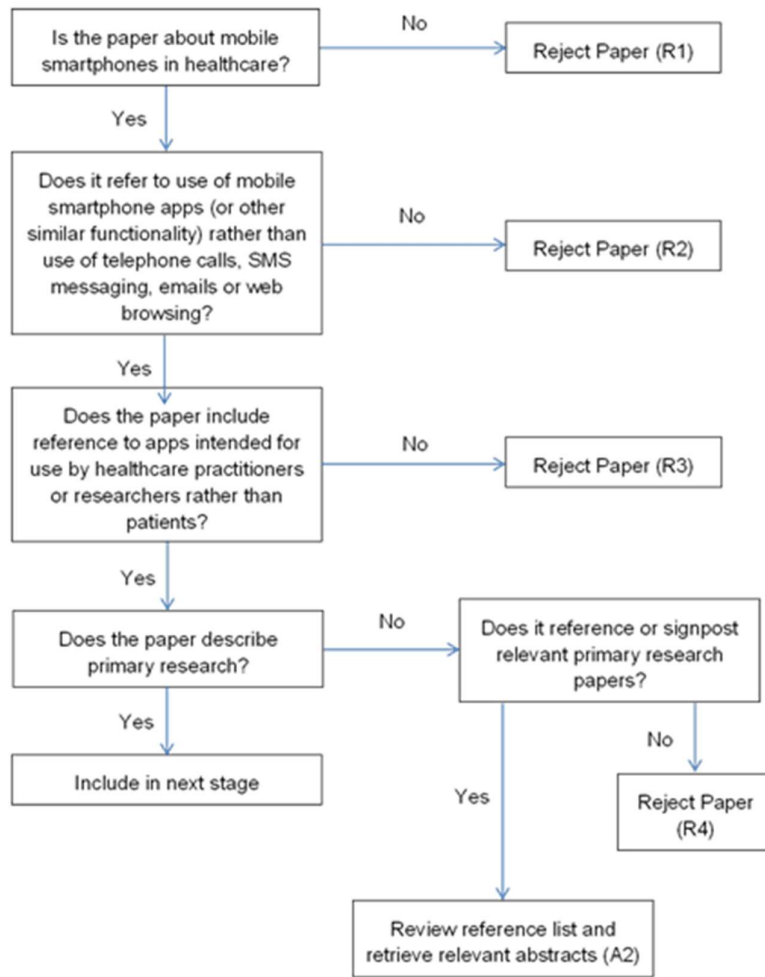 Is the paper about mobile
smartphones in healthcare?
No
Reject Paper (R1)
Yes
Does it refer to use of mobile
smartphone apps (or other
similar functionality) rather than
use of telephone calls, SMS
messaging, emails or web
browsing?
No
Reject Paper (R2)
Yes
Does the paper include
reference to apps intended for
use by healthcare practitioners
or researchers rather than
patients?
No
Reject Paper (R3)
Yes
Does the paper describe
primary research?
No
Does it reference or signpost
relevant primary research
papers?
Yes
Include in next stage
No
Reject Paper
(R4)
Yes
Review reference list and
retrieve relevant abstracts (A2)